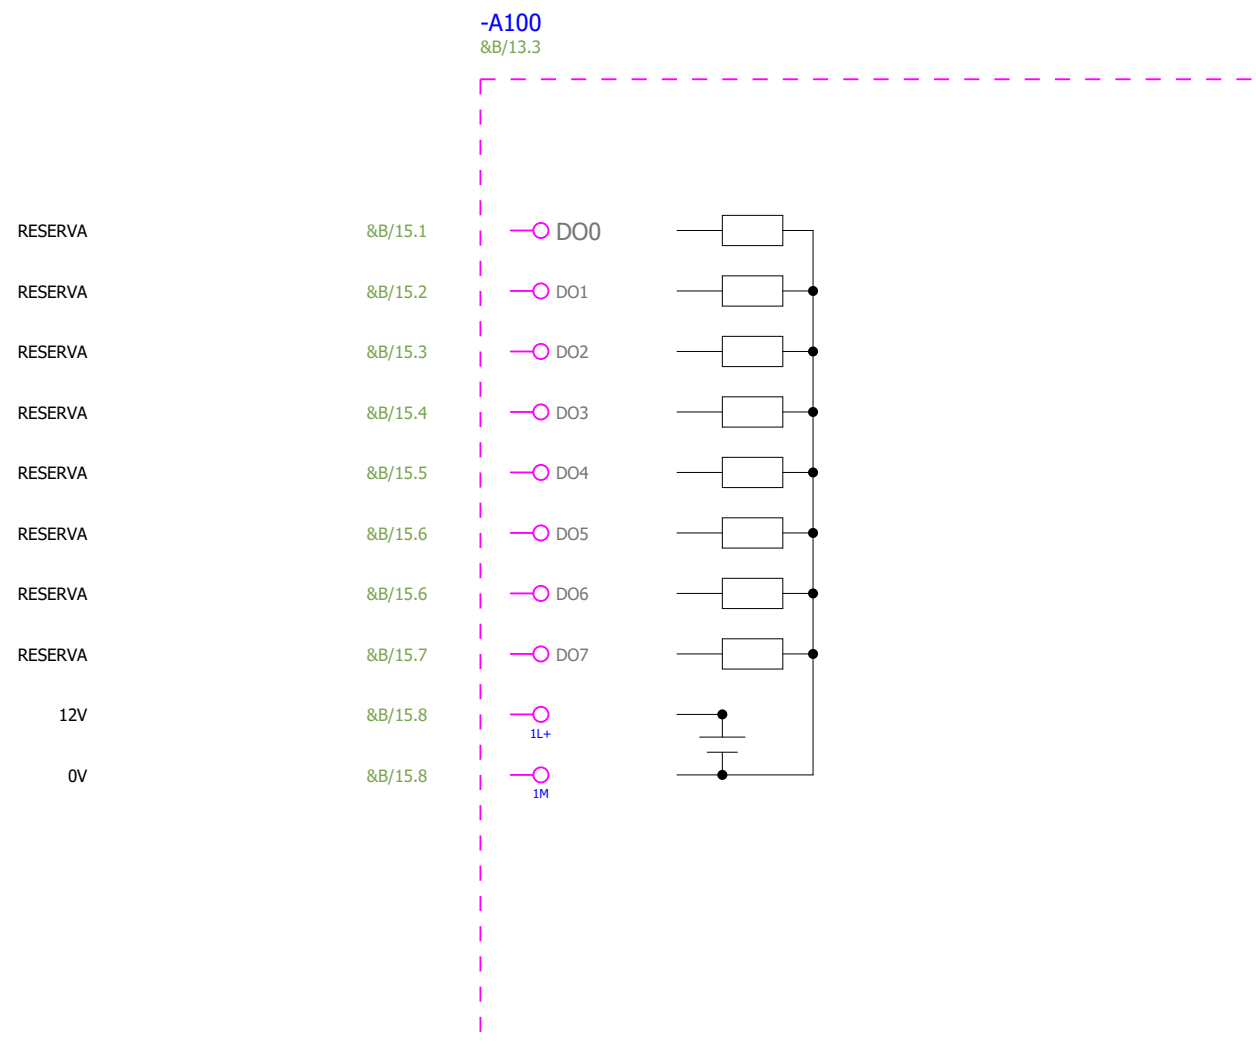 -A100
&B/13.3
RESERVA &B/15.1 DO0
RESERVA &B/15.2 DO1
RESERVA &B/15.3 DO2
RESERVA &B/15.4 DO3
RESERVA &B/15.5 DO4
RESERVA &B/15.6 DO5
RESERVA &B/15.6 DO6
RESERVA &B/15.7 DO7
12V &B/15.8
1L+
0V &B/15.8
1M